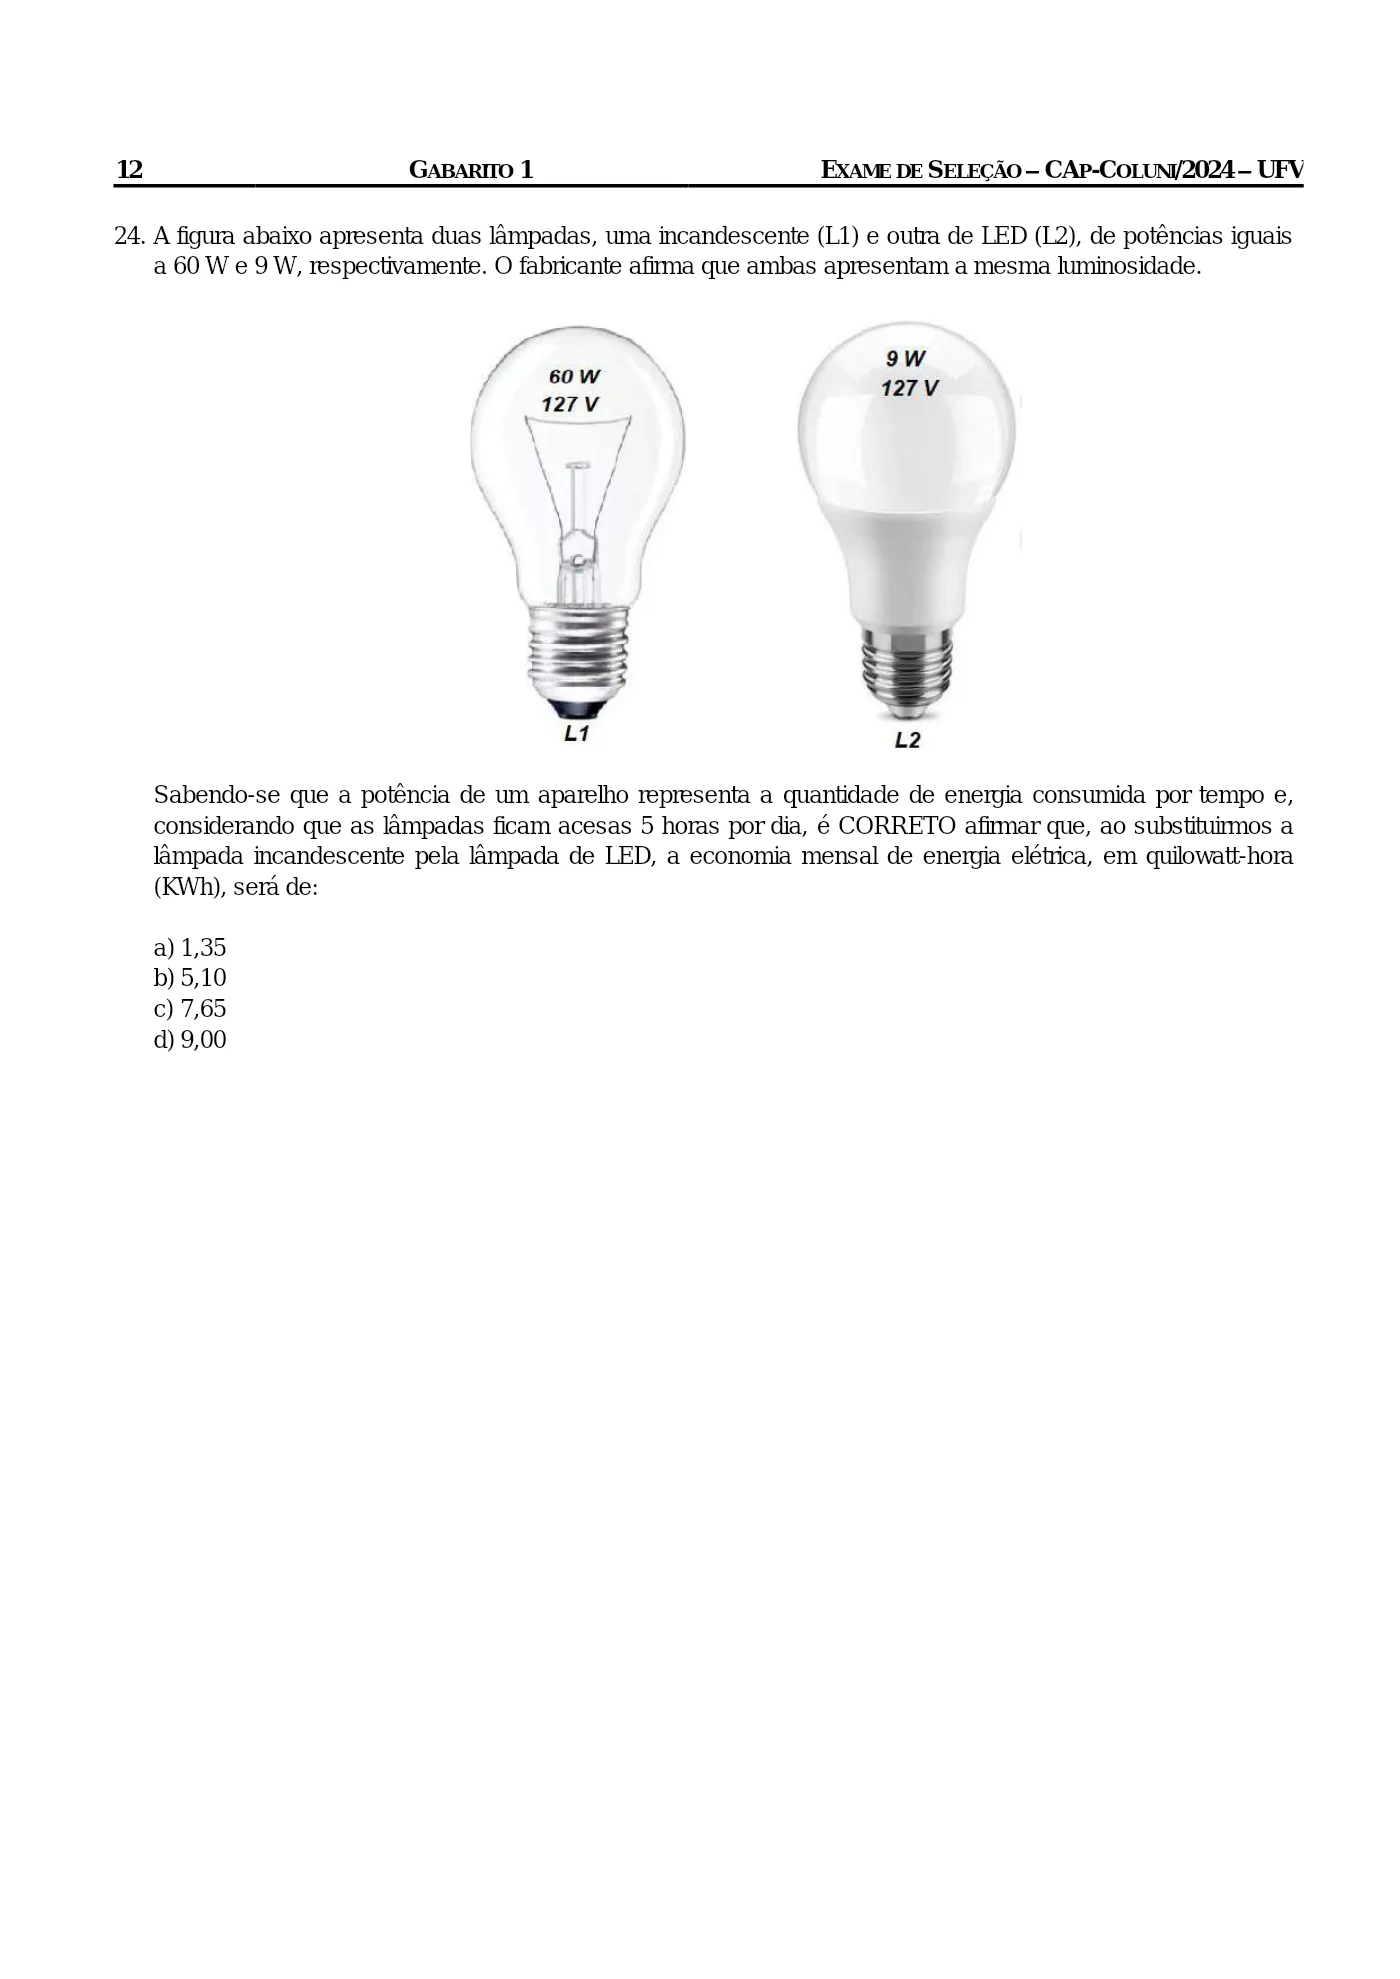 12 GABARITO 1 EXAME DE SELEÇÃO – CAP-COLUNI/2024 – UFV
24. A figura abaixo apresenta duas lâmpadas, uma incandescente (L1) e outra de LED (L2), de potências iguais
a 60 W e 9 W, respectivamente. O fabricante afirma que ambas apresentam a mesma luminosidade.
60 W
127 V
9 W
127 V
L1
L2
Sabendo-se que a potência de um aparelho representa a quantidade de energia consumida por tempo e,
considerando que as lâmpadas ficam acesas 5 horas por dia, é CORRETO afirmar que, ao substituirmos a
lâmpada incandescente pela lâmpada de LED, a economia mensal de energia elétrica, em quilowatt-hora
(KWh), será de:
a) 1,35
b) 5,10
c) 7,65
d) 9,00